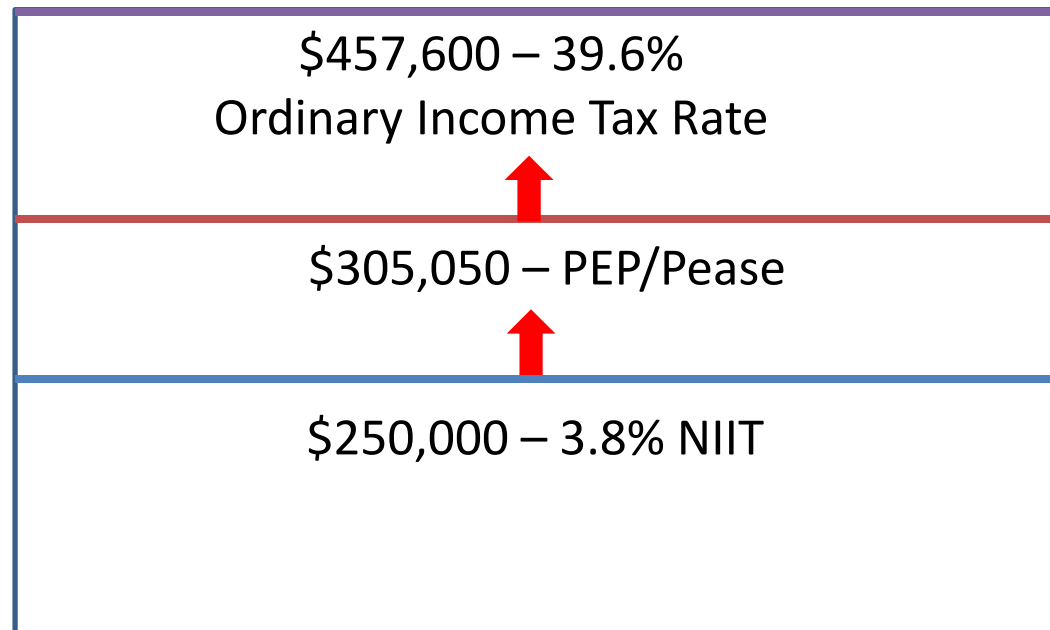 $457,600 – 39.6%
Ordinary Income Tax Rate
$305,050 – PEP/Pease
$250,000 – 3.8% NIIT